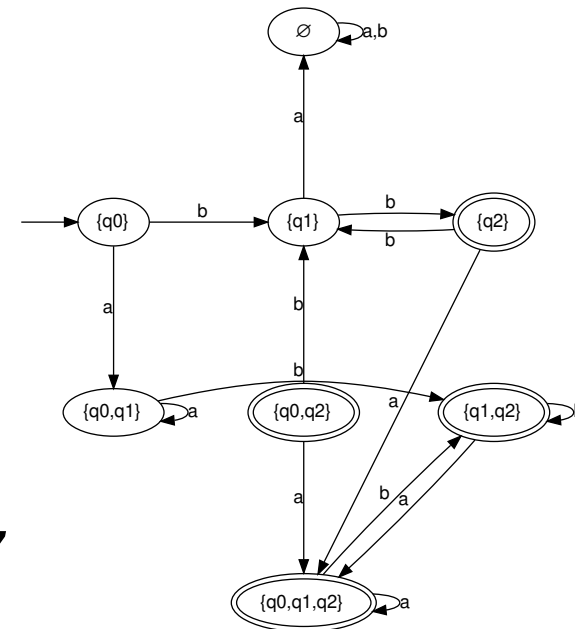 ∅
a,b
a
{q0}
b
{q1}
b
b
{q2}
a
b
b
a
{q0,q1}
a
{q0,q2}
{q1,q2}
a
b
a
{q0,q1,q2}
a